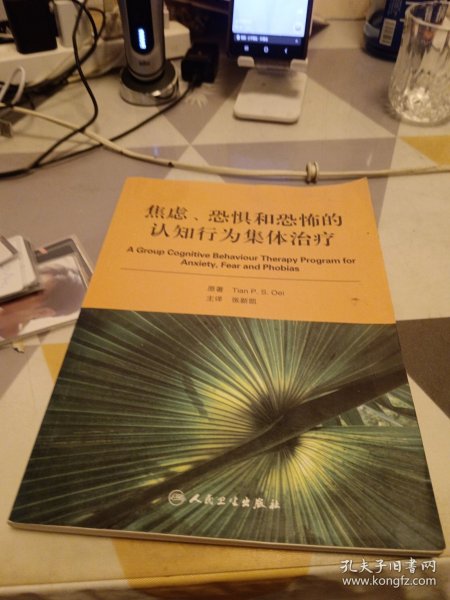 焦虑、恐惧和恐怖的
认知行为集体治疗
A Group Cognitive Behaviour Therapy Program for
Anxiety, Fear and Phobias
原著 Tian P. S. Oei
主译 张新凯
人民卫生出版社
孔夫子旧书网
www.kongfz.com